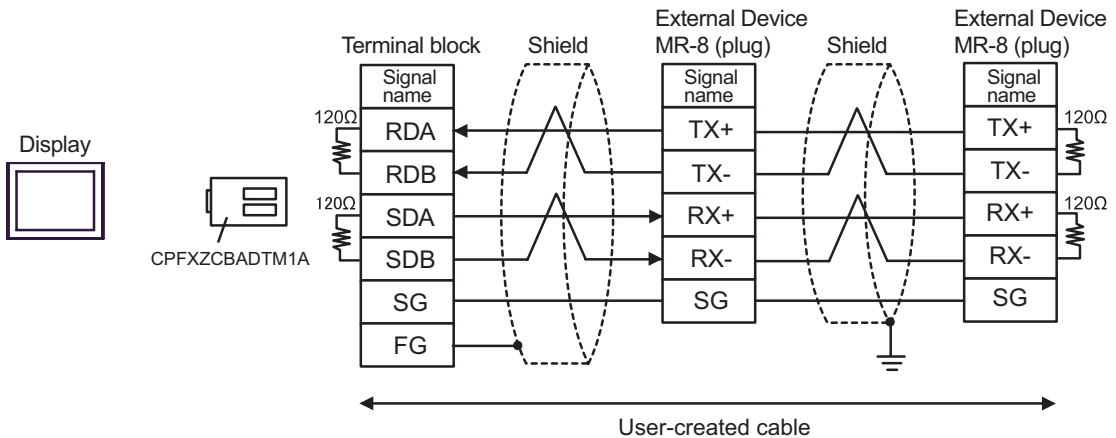 Display
CPFXZCBADTM1A
Terminal block
Signal
name
120Ω
RDA
RDB
120Ω
SDA
SDB
SG
FG
Shield
External Device
MR-8 (plug)
Signal
name
TX+
TX-
RX+
RX-
SG
Shield
External Device
MR-8 (plug)
Signal
name
TX+
120Ω
TX-
RX+
120Ω
RX-
SG
User-created cable